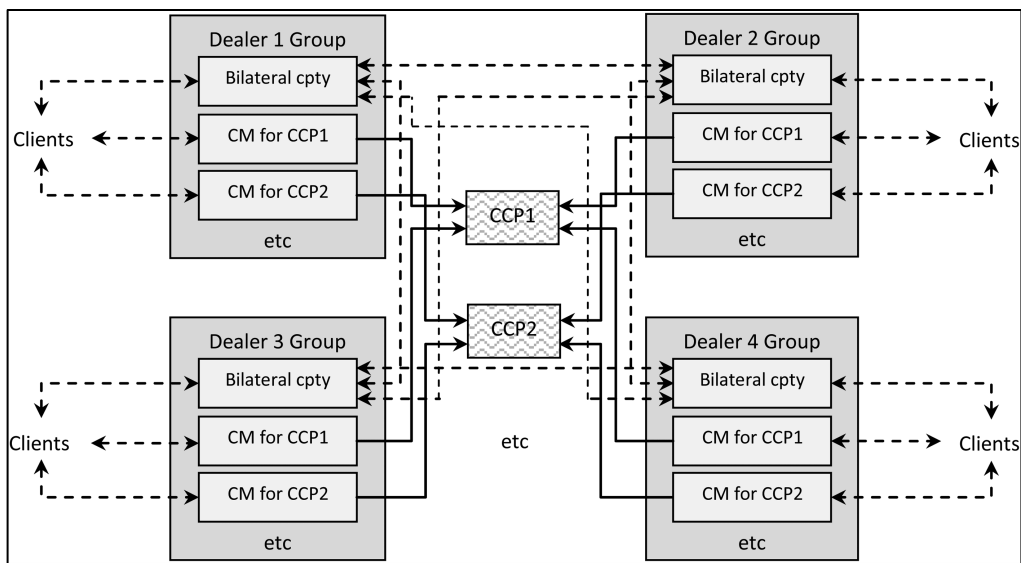 Dealer 1 Group
Bilateral cpty
CM for CCP1
CM for CCP2
etc
Clients
Dealer 2 Group
Bilateral cpty
CM for CCP1
CM for CCP2
etc
Clients
CCP1
CCP2
etc
Dealer 3 Group
Bilateral cpty
CM for CCP1
CM for CCP2
etc
Clients
Dealer 4 Group
Bilateral cpty
CM for CCP1
CM for CCP2
etc
Clients